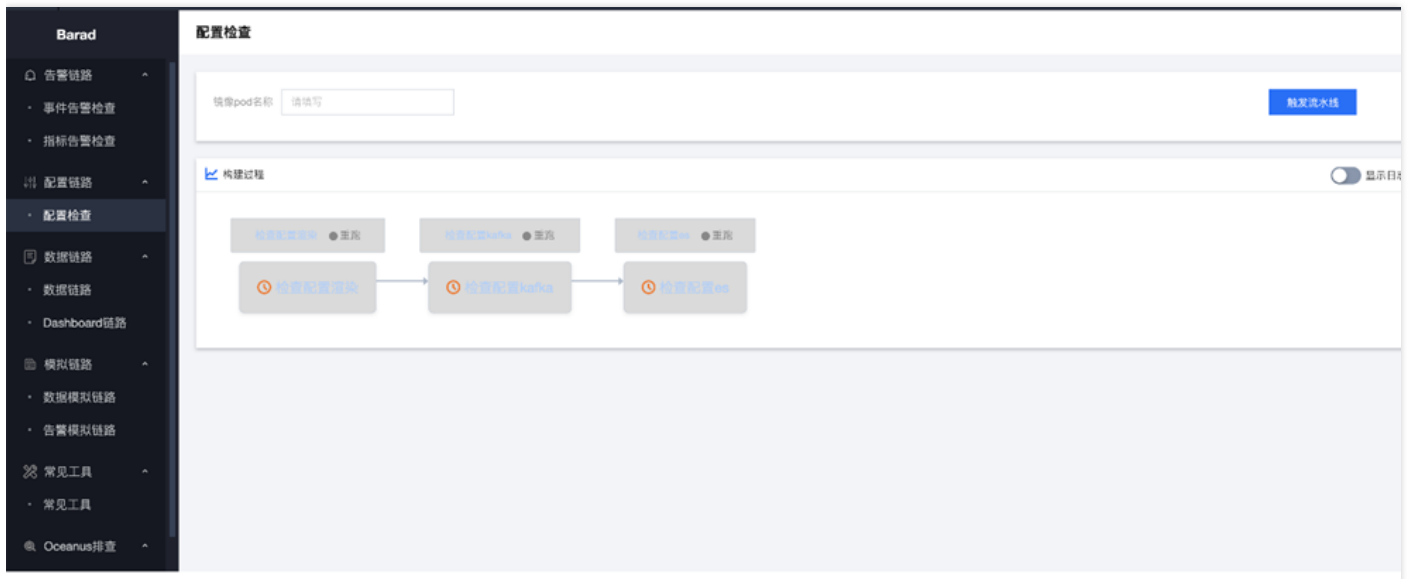 Barad
配置检查
告警链路
事件告警检查
指标告警检查
配置链路
配置检查
数据链路
数据链路
Dashboard链路
模拟链路
数据模拟链路
告警模拟链路
常见工具
常见工具
Oceanus排查
镜像pod名称 请填写 触发流水线
构建过程 显示日志
检查配置渲染 重跑 检查配置kafka 重跑 检查配置es 重跑
检查配置渲染 检查配置kafka 检查配置es